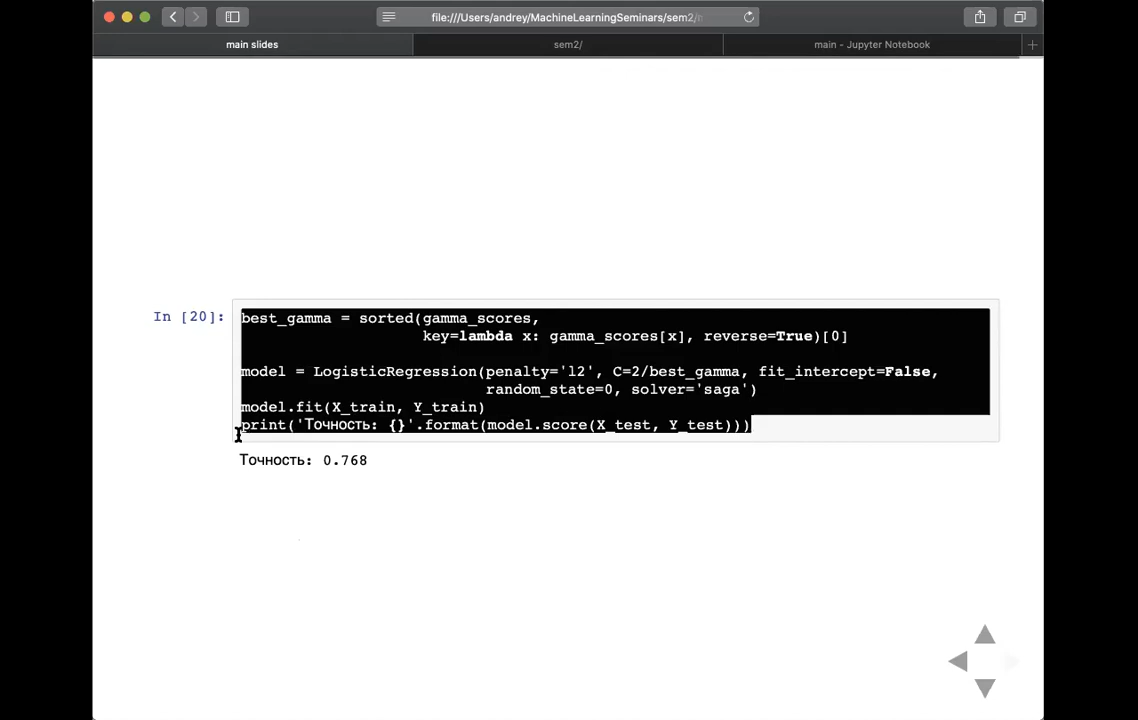 file:///Users/andrey/MachineLearningSeminars/sem2/
main slides
sem2/
main - Jupyter Notebook
In [20]:
best_gamma = sorted(gamma_scores,
key=lambda x: gamma_scores[x], reverse=True)[0]
model = LogisticRegression(penalty='l2', C=2/best_gamma, fit_intercept=False,
random_state=0, solver='saga')
model.fit(X_train, Y_train)
print('Точность: {}'.format(model.score(X_test, Y_test)))
Точность: 0.768